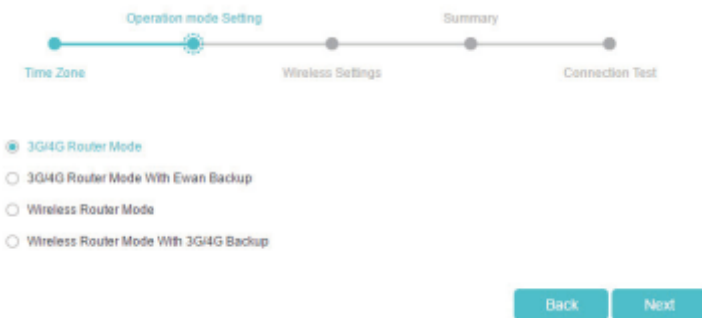 Operation mode Setting
Summary
Time Zone
Wireless Settings
Connection Test
3G/4G Router Mode
3G/4G Router Mode With Ewan Backup
Wireless Router Mode
Wireless Router Mode With 3G/4G Backup
Back
Next